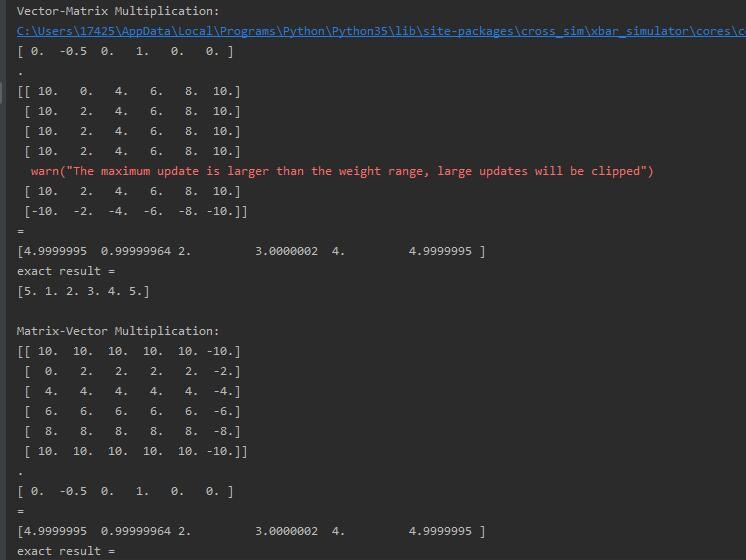 Vector-Matrix Multiplication:
C:\Users\17425\AppData\Local\Programs\Python\Python35\lib\site-packages\cross_sim\xbar_simulator\cores\c
[ 0.  -0.5  0.   1.   0.   0. ]
.
[[ 10.   0.   4.   6.   8.  10.]
 [ 10.   2.   4.   6.   8.  10.]
 [ 10.   2.   4.   6.   8.  10.]
 [ 10.   2.   4.   6.   8.  10.]
  warn("The maximum update is larger than the weight range, large updates will be clipped")
 [ 10.   2.   4.   6.   8.  10.]
 [-10.  -2.  -4.  -6.  -8. -10.]]
=
[4.9999995  0.99999964 2.         3.0000002  4.         4.9999995 ]
exact result =
[5. 1. 2. 3. 4. 5.]
Matrix-Vector Multiplication:
[[ 10.  10.  10.  10.  10. -10.]
 [  0.   2.   2.   2.   2.  -2.]
 [  4.   4.   4.   4.   4.  -4.]
 [  6.   6.   6.   6.   6.  -6.]
 [  8.   8.   8.   8.   8.  -8.]
 [ 10.  10.  10.  10.  10. -10.]]
.
[ 0.  -0.5  0.   1.   0.   0. ]
=
[4.9999995  0.99999964 2.         3.0000002  4.         4.9999995 ]
exact result =